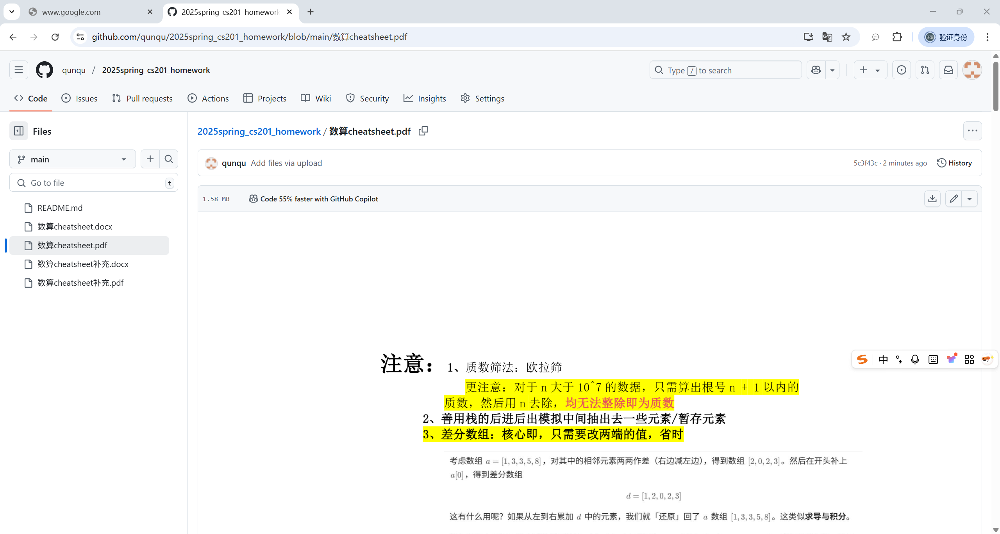 www.google.com
2025spring_cs201_homework
github.com/qunqu/2025spring_cs201_homework/blob/main/数算cheatsheet.pdf
验证身份
qunqu / 2025spring_cs201_homework
Type / to search
Code
Issues
Pull requests
Actions
Projects
Wiki
Security
Insights
Settings
Files
main
Go to file
t
README.md
数算cheatsheet.docx
数算cheatsheet.pdf
数算cheatsheet补充.docx
数算cheatsheet补充.pdf
2025spring_cs201_homework / 数算cheatsheet.pdf
qunqu Add files via upload
5c3f43c · 2 minutes ago
History
1.58 MB
Code 55% faster with GitHub Copilot
注意： 1、质数筛法：欧拉筛
更注意：对于 n 大于 10^7 的数据，只需算出根号 n + 1 以内的
质数，然后用 n 去除，均无法整除即为质数
2、善用栈的后进后出模拟中间抽出去一些元素/暂存元素
3、差分数组：核心即，只需要改两端的值，省时
考虑数组 a = [1, 3, 3, 5, 8]，对其中的相邻元素两两作差（右边减左边），得到数组 [2, 0, 2, 3]。然后在开头补上
a[0]，得到差分数组
d = [1, 2, 0, 2, 3]
这有什么用呢？如果从左到右累加 d 中的元素，我们就「还原」回了 a 数组 [1, 3, 3, 5, 8]。这类似求导与积分。
中